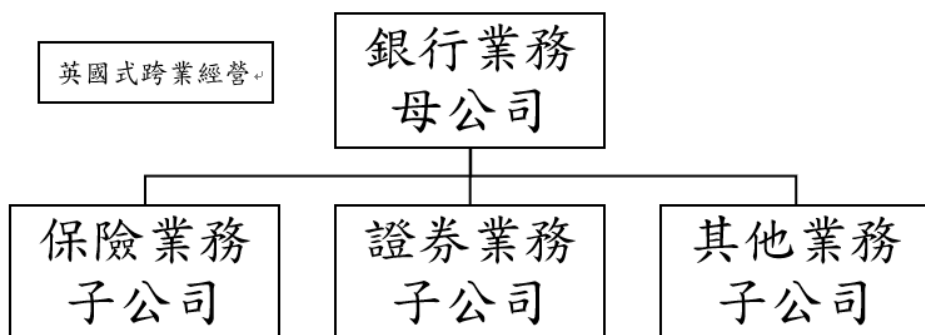 英國式跨業經營
銀行業務
母公司
保險業務
子公司
證券業務
子公司
其他業務
子公司